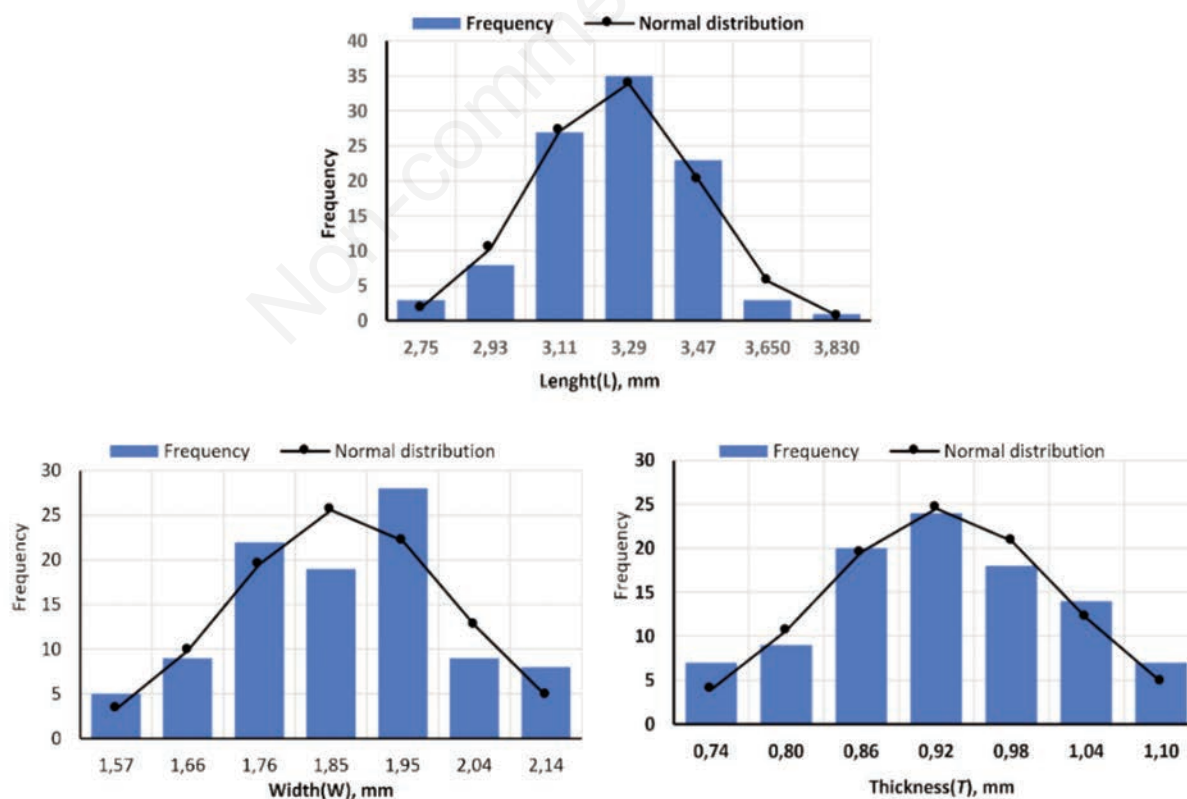 Non-comme
Frequency Normal distribution
40
35
30
25
20
15
10
5
0
Frequency
2,75 2,93 3,11 3,29 3,47 3,650 3,830
Lenght(L), mm
Frequency Normal distribution
30
25
20
15
10
5
0
Frequency
1,57 1,66 1,76 1,85 1,95 2,04 2,14
Width(W), mm
Frequency Normal distribution
30
25
20
15
10
5
0
Frequency
0,74 0,80 0,86 0,92 0,98 1,04 1,10
Thickness(T), mm